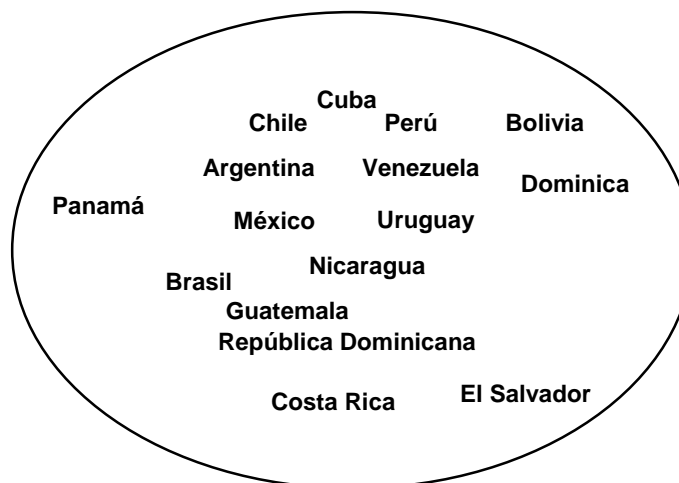 Cuba
Chile Perú Bolivia
Argentina Venezuela
Dominica
Panamá
México Uruguay
Nicaragua
Brasil
Guatemala
República Dominicana
El Salvador
Costa Rica